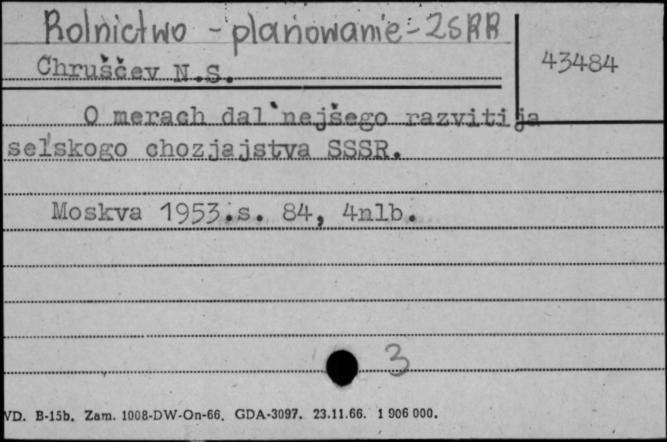 Rolnictwo - planowanie - ZSRR
Chruščev N.S.
43484
O merach dal'nejšego razvitija
sel'skogo chozjajstva SSSR.
Moskva 1953.s. 84, 4nlb.
3
VD. B-15b. Zam. 1008-DW-On-66. GDA-3097. 23.11.66. 1 906 000.